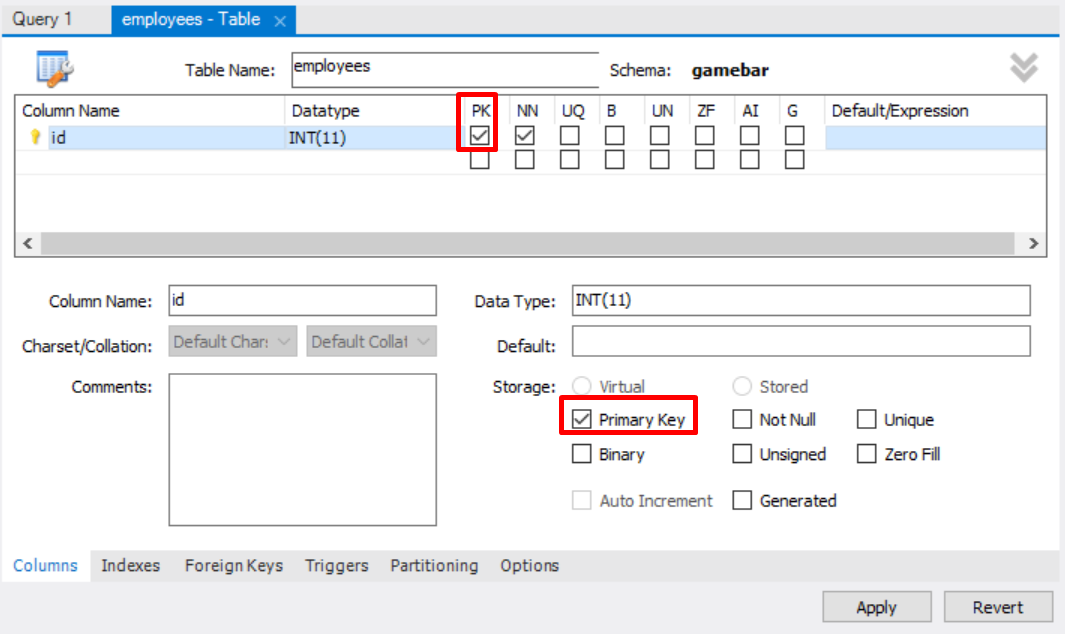 Query 1 employees - Table
Table Name: employees Schema: gamebar
Column Name Datatype PK NN UQ B UN ZF AI G Default/Expression
id INT(11)
Column Name: id Data Type: INT(11)
Charset/Collation: Default Chars Default Collat Default:
Comments: Storage: Virtual Stored
Primary Key Not Null Unique
Binary Unsigned Zero Fill
Auto Increment Generated
Columns Indexes Foreign Keys Triggers Partitioning Options
Apply Revert